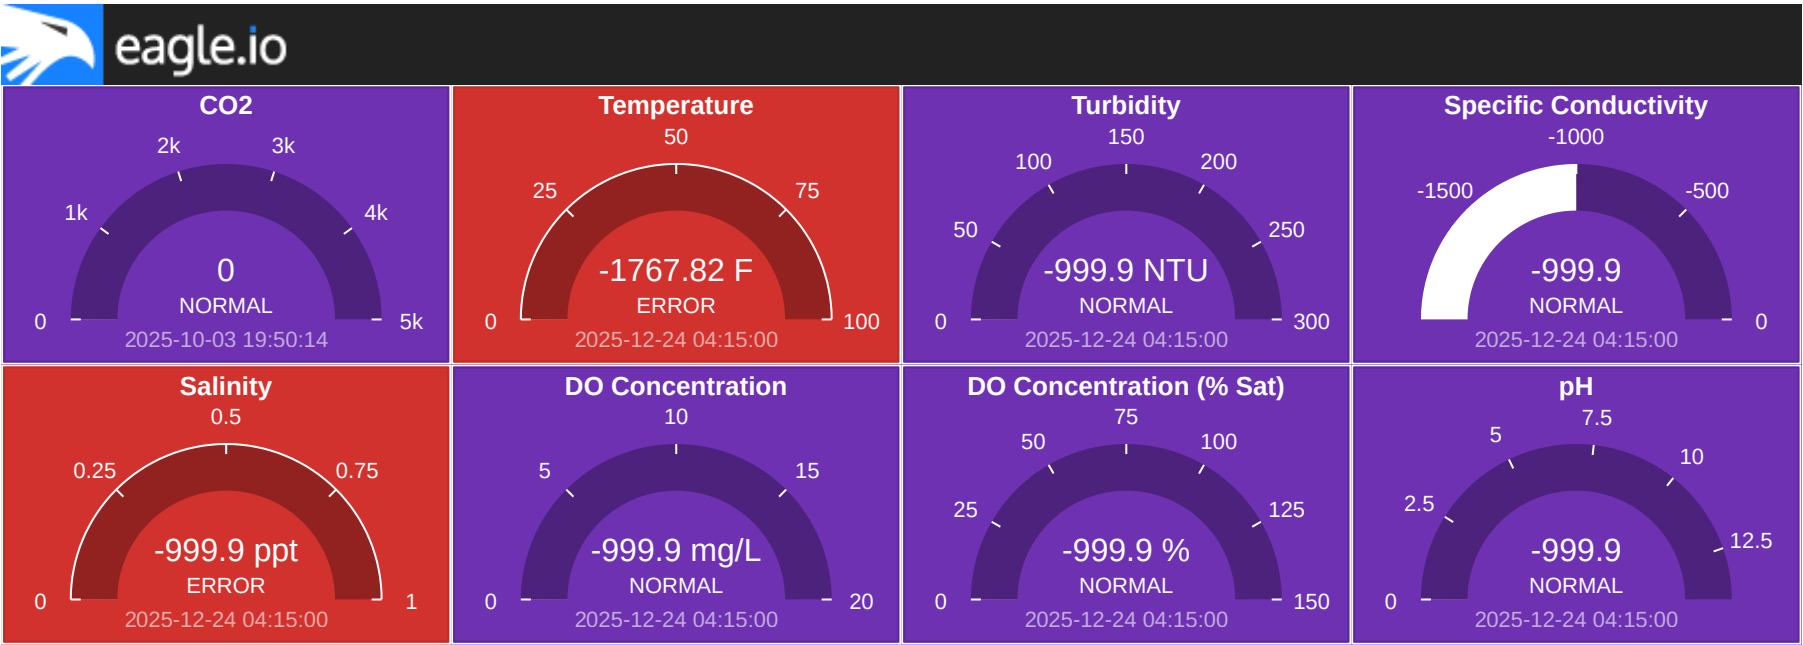 eagle.io
CO2
2k
3k
1k
4k
0
NORMAL
0
5k
2025-10-03 19:50:14
Temperature
50
25
75
-1767.82 F
ERROR
0
100
2025-12-24 04:15:00
Turbidity
150
100
200
50
250
-999.9 NTU
NORMAL
0
300
2025-12-24 04:15:00
Specific Conductivity
-1000
-1500
-500
-999.9
NORMAL
0
2025-12-24 04:15:00
Salinity
0.5
0.25
0.75
-999.9 ppt
ERROR
0
1
2025-12-24 04:15:00
DO Concentration
10
5
15
-999.9 mg/L
NORMAL
0
20
2025-12-24 04:15:00
DO Concentration (% Sat)
75
50
100
25
125
-999.9 %
NORMAL
0
150
2025-12-24 04:15:00
pH
7.5
5
10
2.5
12.5
-999.9
NORMAL
0
2025-12-24 04:15:00